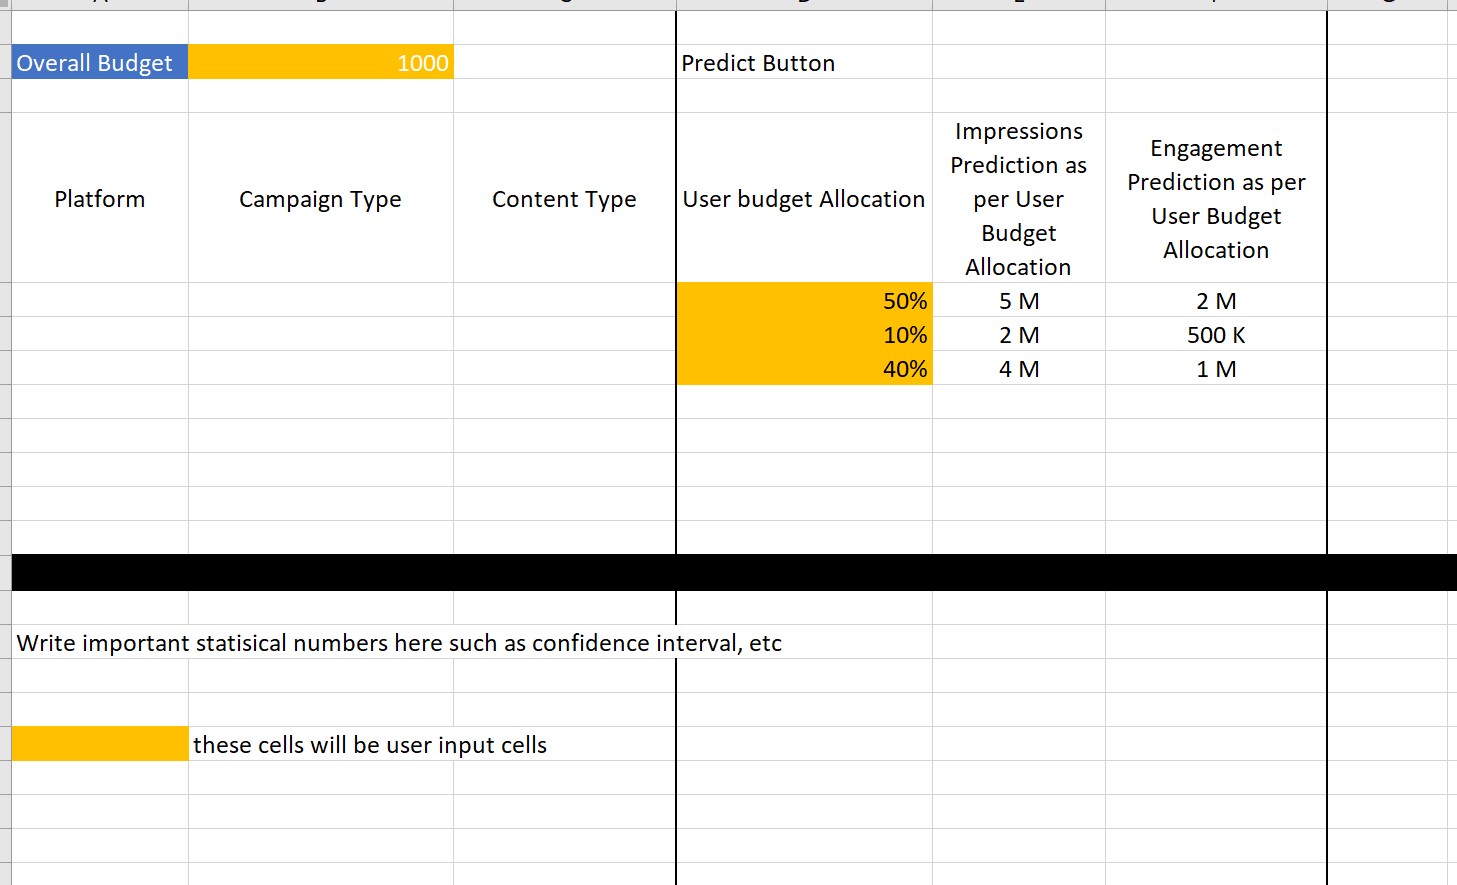 Overall Budget 1000 Predict Button
Platform Campaign Type Content Type User budget Allocation
Impressions
Prediction as
per User
Budget
Allocation
Engagement
Prediction as per
User Budget
Allocation
50% 5 M 2 M
10% 2 M 500 K
40% 4 M 1 M
Write important statisical numbers here such as confidence interval, etc
these cells will be user input cells